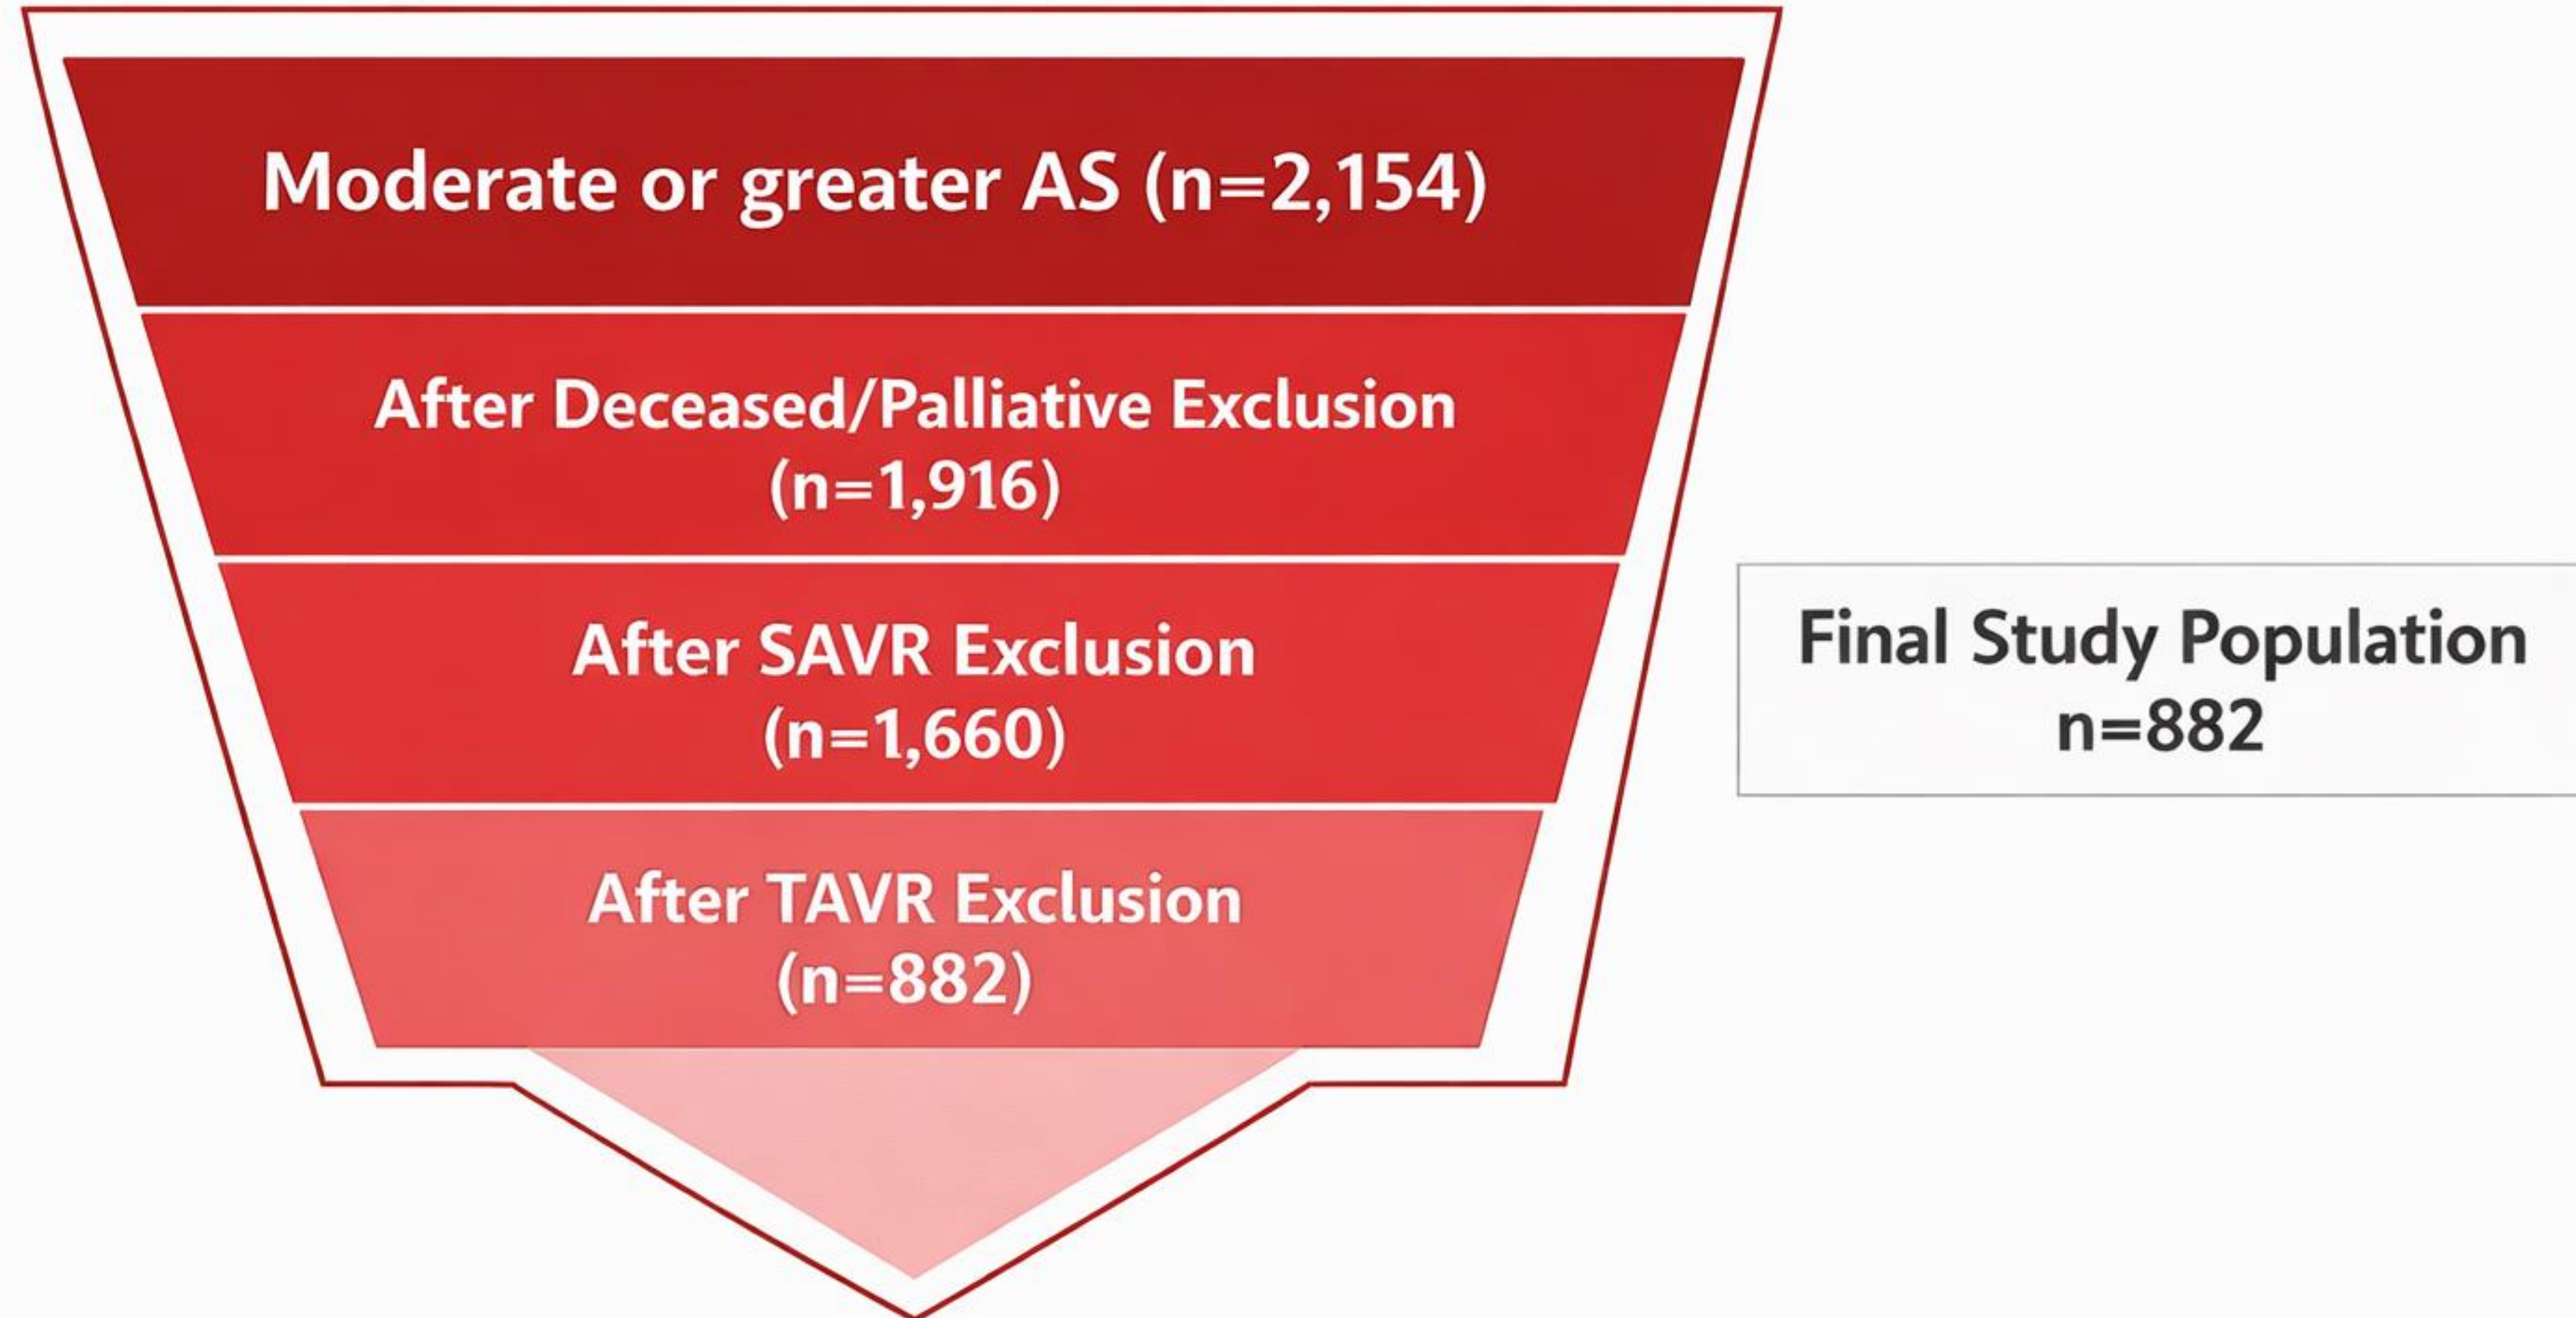 Moderate or greater AS (n=2,154)
After Deceased/Palliative Exclusion
(n=1,916)
After SAVR Exclusion
(n=1,660)
After TAVR Exclusion
(n=882)
Final Study Population
n=882